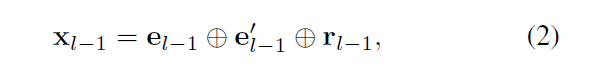 𝐱_{l−1} = 𝐞_{l−1} ⊕ 𝐞′_{l−1} ⊕ 𝐫_{l−1}, (2)